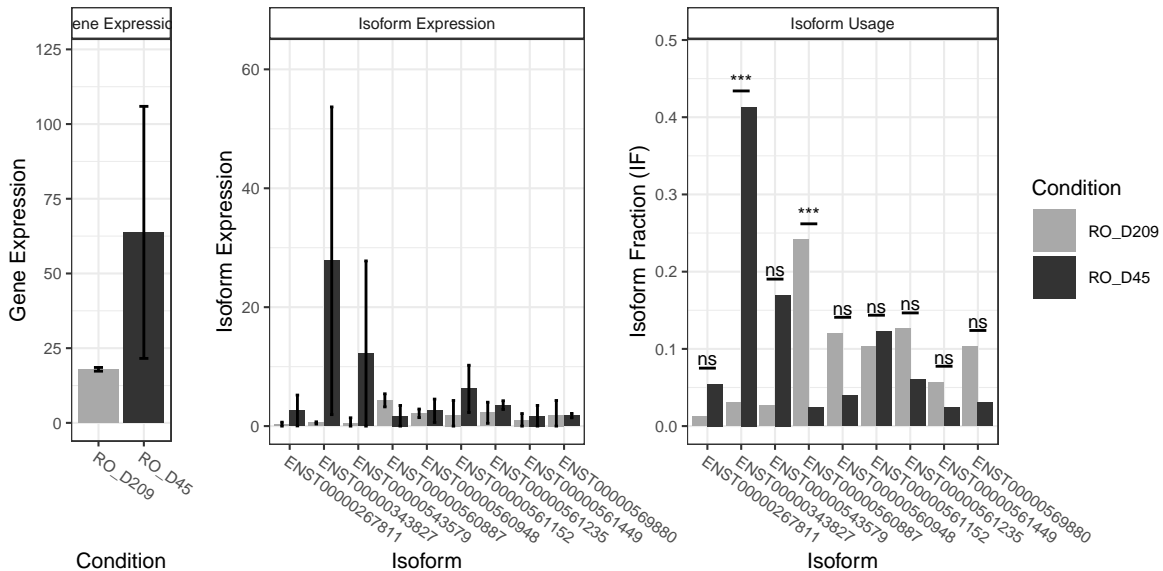 ene Expressio
Isoform Expression
Isoform Usage
Gene Expression
125
100
75
50
25
0
RO_D209
RO_D45
Condition
Isoform Expression
60
40
20
0
ENST00000267811
ENST00000343827
ENST00000543579
ENST00000560887
ENST00000560948
ENST00000561152
ENST00000561235
ENST00000561449
ENST00000569880
Isoform
Isoform Fraction (IF)
0.5
0.4
0.3
0.2
0.1
0.0
ns
***
ns
***
ns
ns
ns
ns
ns
ENST00000267811
ENST00000343827
ENST00000543579
ENST00000560887
ENST00000560948
ENST00000561152
ENST00000561235
ENST00000561449
ENST00000569880
Isoform
Condition
RO_D209
RO_D45